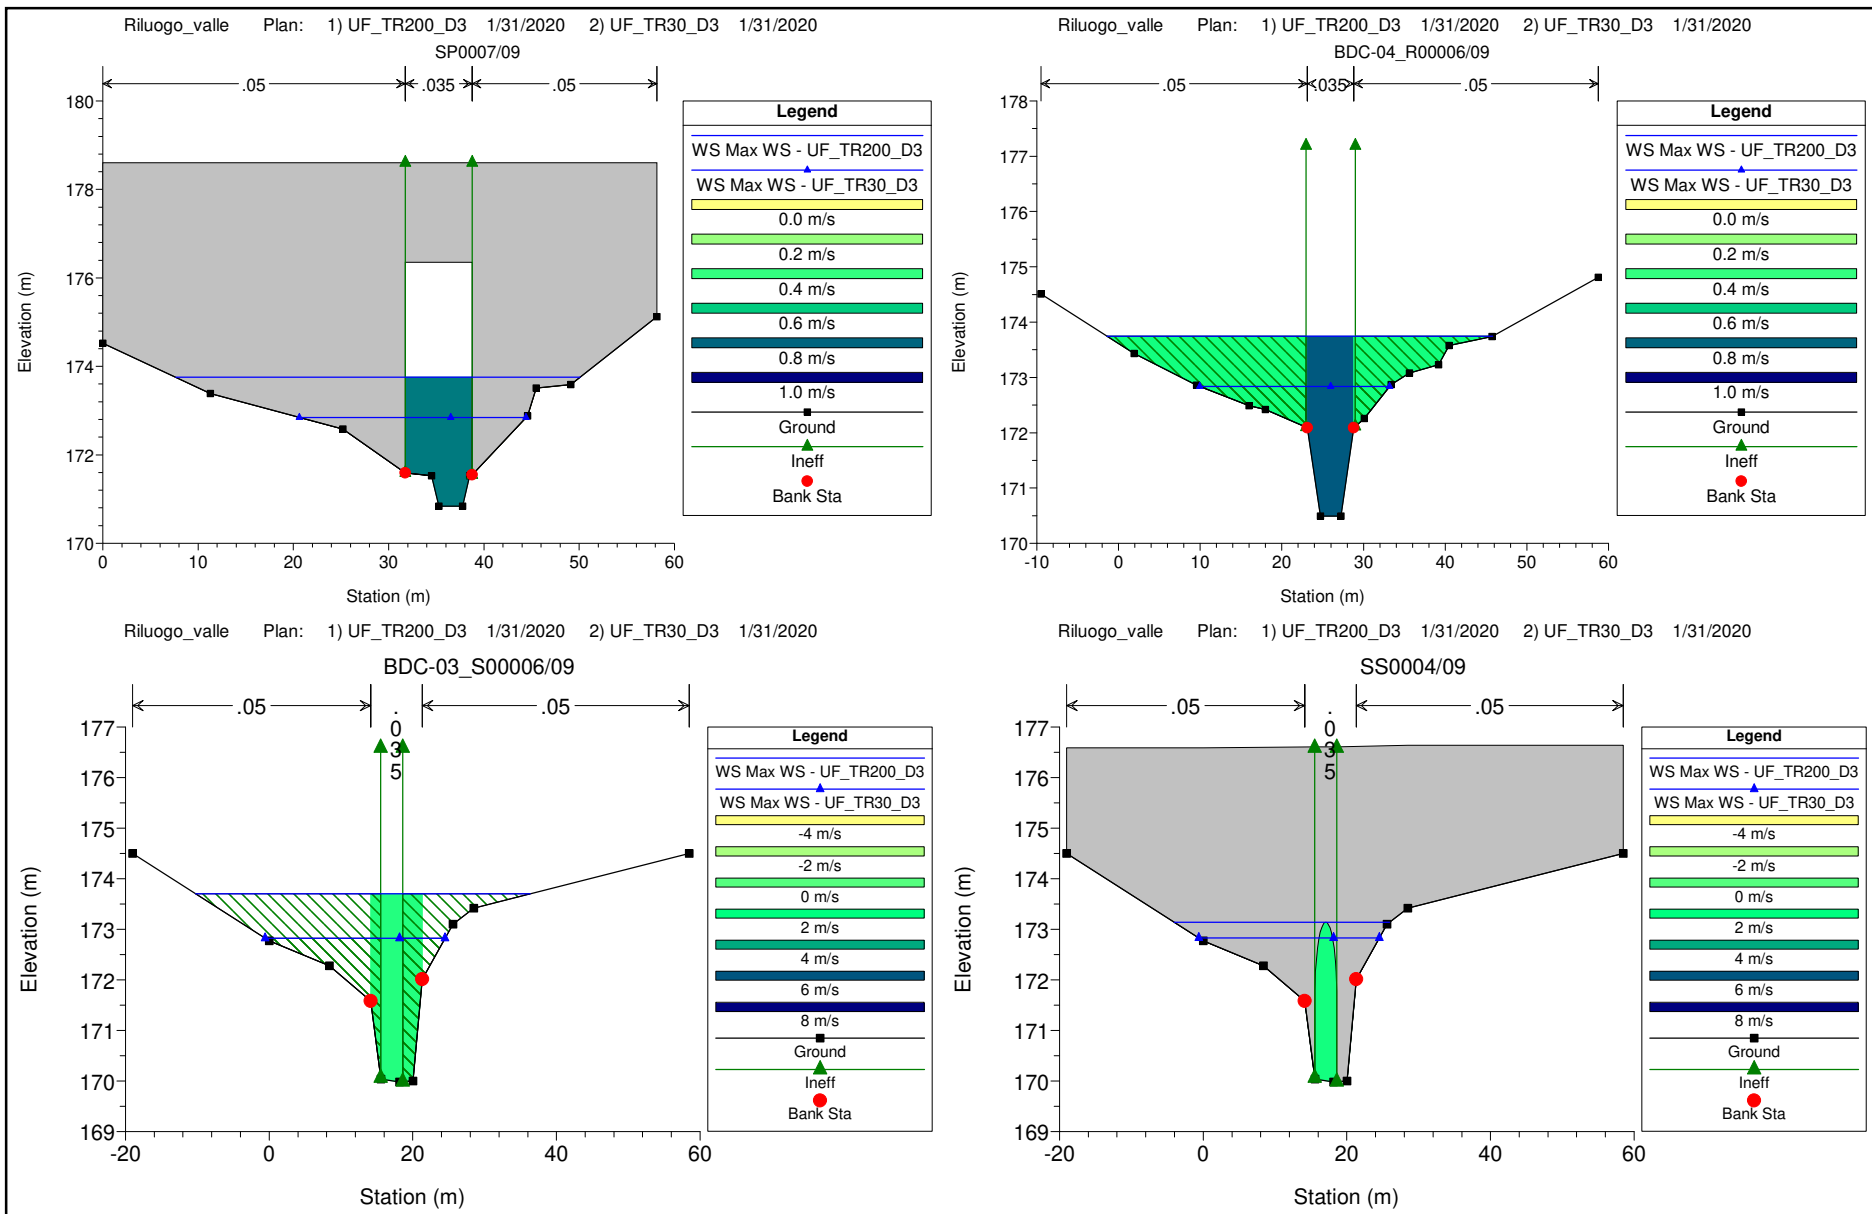 Riluogo_valle Plan: 1) UF_TR200_D3 1/31/2020 2) UF_TR30_D3 1/31/2020
SP0007/09
.05 .035 .05
180
178
176
174
172
170
0 10 20 30 40 50 60
Elevation (m)
Station (m)
Legend
WS Max WS - UF_TR200_D3
WS Max WS - UF_TR30_D3
0.0 m/s
0.2 m/s
0.4 m/s
0.6 m/s
0.8 m/s
1.0 m/s
Ground
Ineff
Bank Sta
Riluogo_valle Plan: 1) UF_TR200_D3 1/31/2020 2) UF_TR30_D3 1/31/2020
BDC-04_R00006/09
.05 .035 .05
178
177
176
175
174
173
172
171
170
-10 0 10 20 30 40 50 60
Elevation (m)
Station (m)
Legend
WS Max WS - UF_TR200_D3
WS Max WS - UF_TR30_D3
0.0 m/s
0.2 m/s
0.4 m/s
0.6 m/s
0.8 m/s
1.0 m/s
Ground
Ineff
Bank Sta
Riluogo_valle Plan: 1) UF_TR200_D3 1/31/2020 2) UF_TR30_D3 1/31/2020
BDC-03_S00006/09
.05 .035 .05
177
176
175
174
173
172
171
170
169
-20 0 20 40 60
Elevation (m)
Station (m)
Legend
WS Max WS - UF_TR200_D3
WS Max WS - UF_TR30_D3
-4 m/s
-2 m/s
0 m/s
2 m/s
4 m/s
6 m/s
8 m/s
Ground
Ineff
Bank Sta
Riluogo_valle Plan: 1) UF_TR200_D3 1/31/2020 2) UF_TR30_D3 1/31/2020
SS0004/09
.05 .035 .05
177
176
175
174
173
172
171
170
169
-20 0 20 40 60
Elevation (m)
Station (m)
Legend
WS Max WS - UF_TR200_D3
WS Max WS - UF_TR30_D3
-4 m/s
-2 m/s
0 m/s
2 m/s
4 m/s
6 m/s
8 m/s
Ground
Ineff
Bank Sta